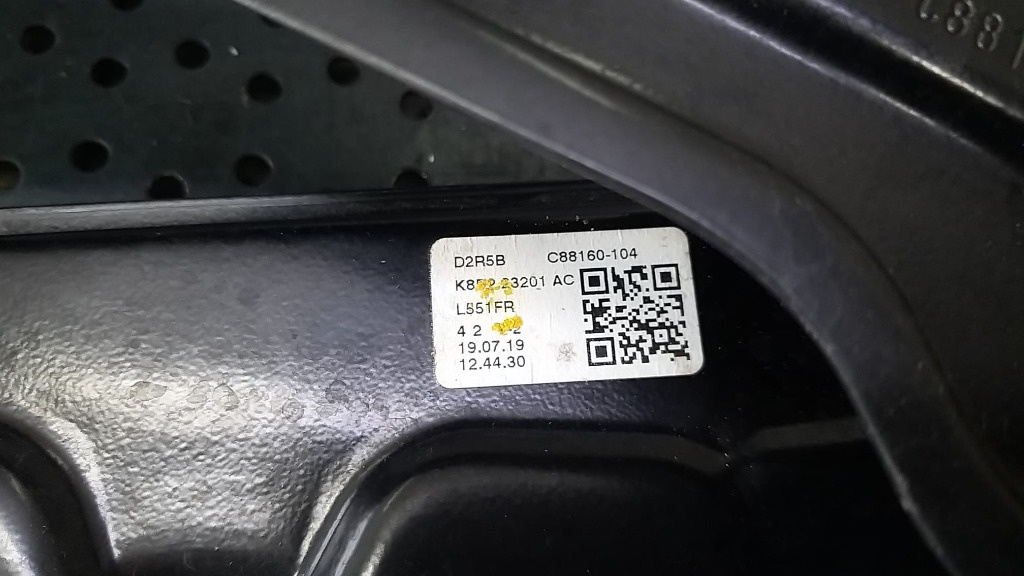 D2R5B C88160-104
AC
L551FR
4 2
19.07.19
12.44.30